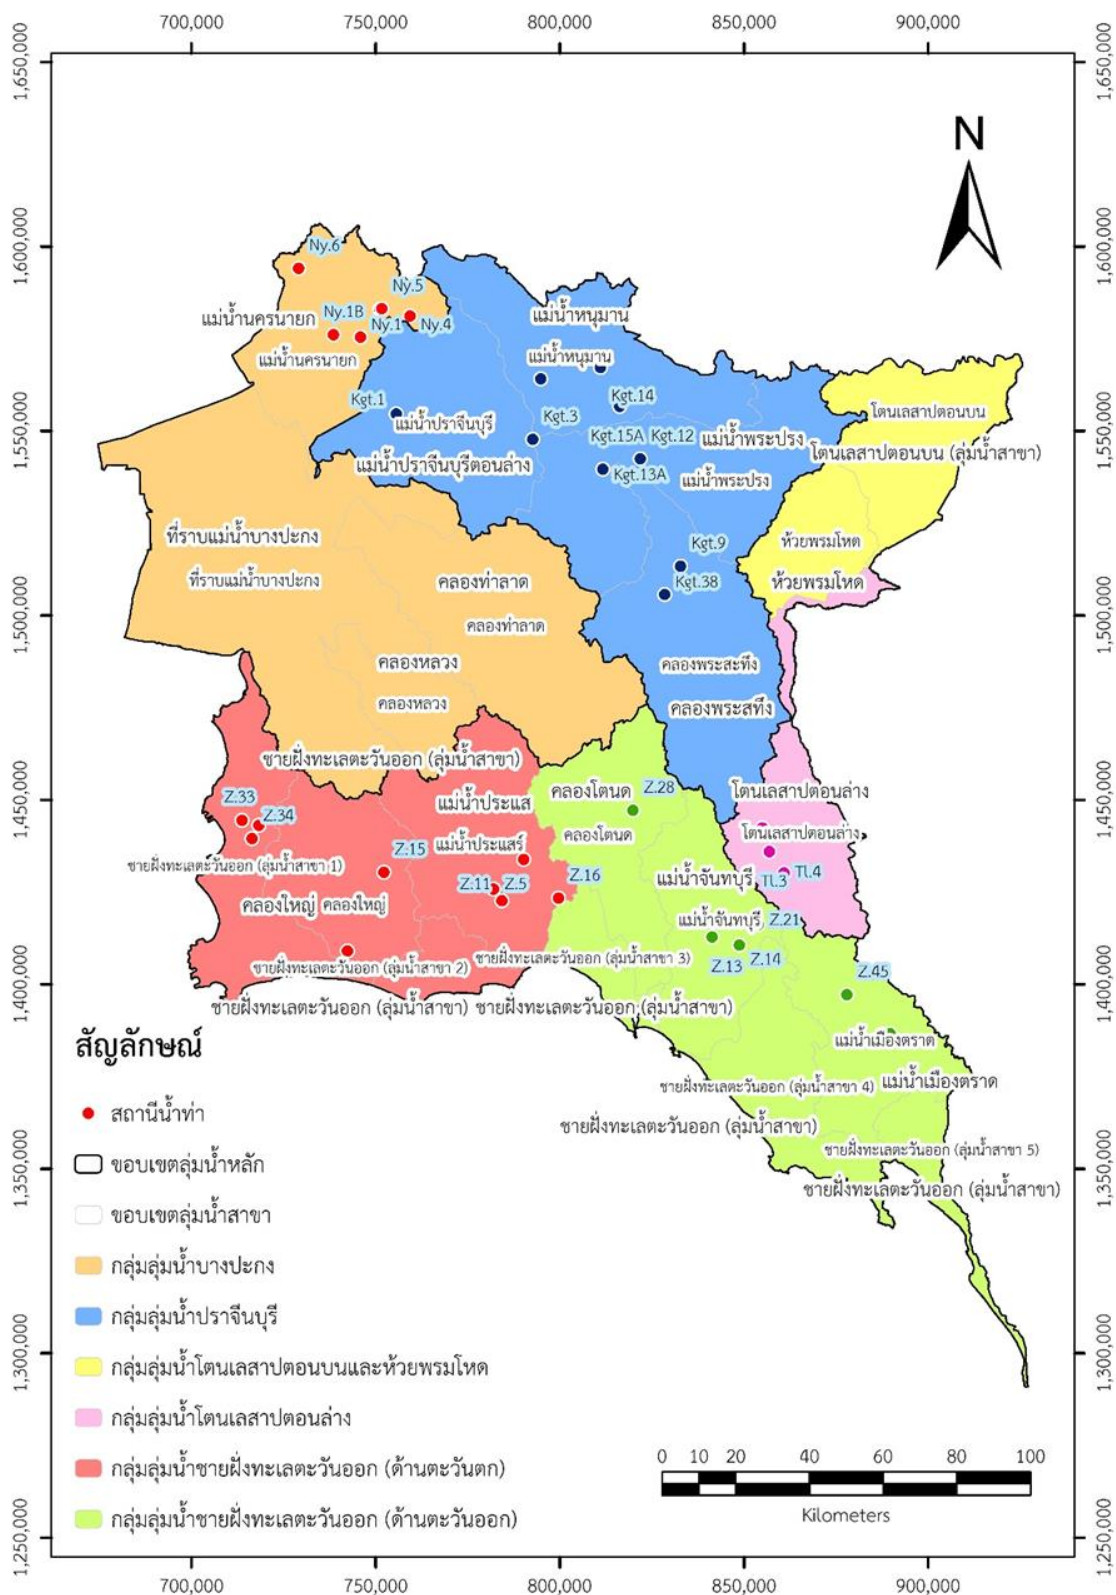 700,000 750,000 800,000 850,000 900,000
1,650,000 1,650,000
N
1,600,000 1,600,000
Ny.6
Ny.5
Ny.1B Ny.1 Ny.4
แม่น้ำนครนายก
แม่น้ำนครนายก
แม่น้ำหนุมาน
แม่น้ำหนุมาน
Kgt.1
Kgt.14
Kgt.3
แม่น้ำปราจีนบุรี
โตนเลสาปตอนบน
1,550,000 1,550,000
Kgt.15A Kgt.12
แม่น้ำพระปรง
โตนเลสาปตอนบน (ลุ่มน้ำสาขา)
แม่น้ำปราจีนบุรีตอนล่าง
Kgt.13A
แม่น้ำพระปรง
ที่ราบแม่น้ำบางปะกง
Kgt.9
ห้วยพรมโหด
ที่ราบแม่น้ำบางปะกง
คลองท่าลาด
Kgt.38
ห้วยพรมโหด
1,500,000 1,500,000
คลองท่าลาด
คลองหลวง
คลองพระสะทึง
คลองหลวง
คลองพระสทึง
ชายฝั่งทะเลตะวันออก (ลุ่มน้ำสาขา)
1,450,000 1,450,000
Z.33
แม่น้ำประแส
คลองโตนด
Z.28
โตนเลสาปตอนล่าง
Z.34
คลองโตนด
โตนเลสาปตอนล่าง
Z.15
แม่น้ำประแสร์
ชายฝั่งทะเลตะวันออก (ลุ่มน้ำสาขา 1)
Z.11 Z.5
Z.16
แม่น้ำจันทบุรี
Tl.3 Tl.4
คลองใหญ่ คลองใหญ่
แม่น้ำจันทบุรี
Z.21
ชายฝั่งทะเลตะวันออก (ลุ่มน้ำสาขา 2)
ชายฝั่งทะเลตะวันออก (ลุ่มน้ำสาขา 3)
Z.13 Z.14
Z.45
1,400,000 1,400,000
ชายฝั่งทะเลตะวันออก (ลุ่มน้ำสาขา)
ชายฝั่งทะเลตะวันออก (ลุ่มน้ำสาขา)
แม่น้ำเมืองตราด
ชายฝั่งทะเลตะวันออก (ลุ่มน้ำสาขา 4)
แม่น้ำเมืองตราด
ชายฝั่งทะเลตะวันออก (ลุ่มน้ำสาขา)
ชายฝั่งทะเลตะวันออก (ลุ่มน้ำสาขา 5)
1,350,000 1,350,000
ชายฝั่งทะเลตะวันออก (ลุ่มน้ำสาขา)
สัญลักษณ์
สถานีน้ำท่า
ขอบเขตลุ่มน้ำหลัก
ขอบเขตลุ่มน้ำสาขา
กลุ่มลุ่มน้ำบางปะกง
กลุ่มลุ่มน้ำปราจีนบุรี
กลุ่มลุ่มน้ำโตนเลสาปตอนบนและห้วยพรมโหด
กลุ่มลุ่มน้ำโตนเลสาปตอนล่าง
กลุ่มลุ่มน้ำชายฝั่งทะเลตะวันออก (ด้านตะวันตก)
กลุ่มลุ่มน้ำชายฝั่งทะเลตะวันออก (ด้านตะวันออก)
1,300,000 1,300,000
0 10 20 40 60 80 100
Kilometers
1,250,000 1,250,000
700,000 750,000 800,000 850,000 900,000